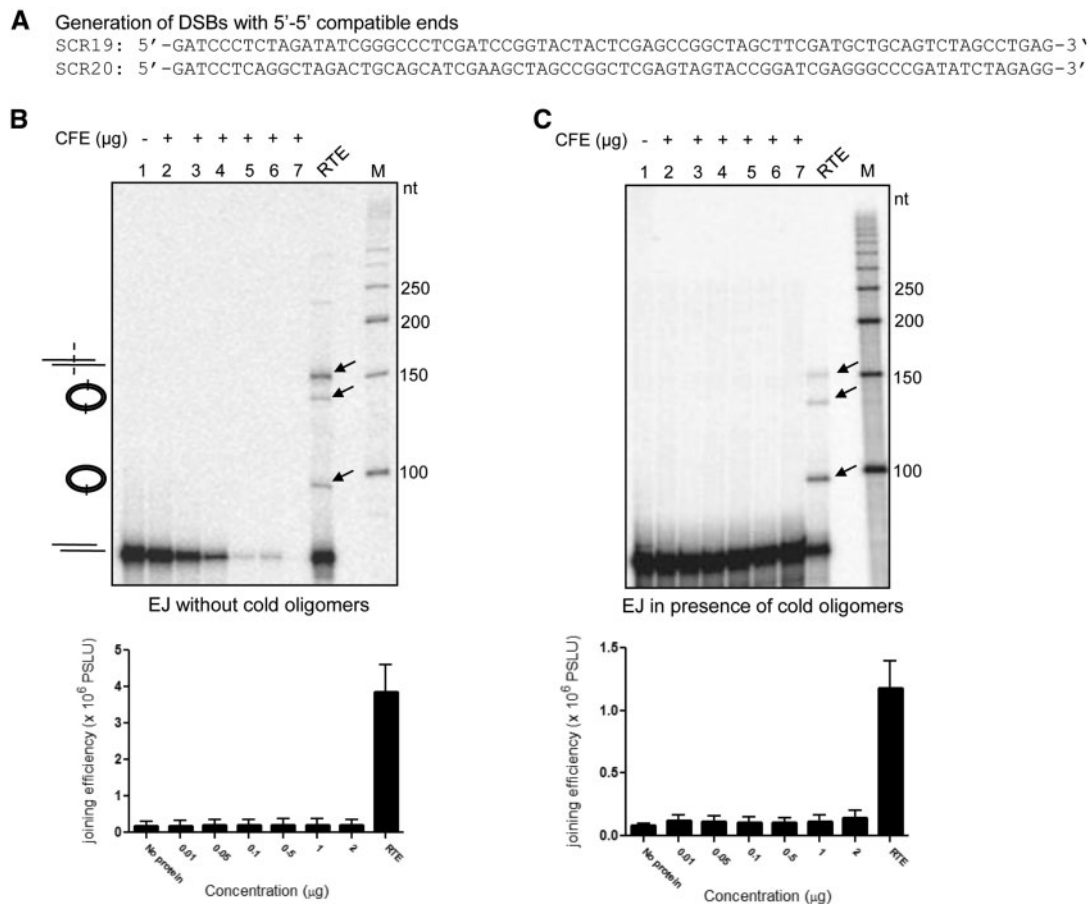 A Generation of DSBs with 5'-5' compatible ends
SCR19: 5'-GATCCCTCTAGATATCGGGCCCTCGATCCGGTACTACTCGAGCCGGCTAGCTTCGATGCTGCAGTCTAGCCTGAG-3'
SCR20: 5'-GATCCTCAGGCTAGACTGCAGCATCGAAGCTAGCCGGCTCGAGTAGTACCGGATCGAGGGCCCGATATCTAGAGG-3'
B
CFE (µg) - + + + + + +
1 2 3 4 5 6 7 RTE M
nt
250
200
150
100
EJ without cold oligomers
joining efficiency (x 10^6 PSLU)
5
4
3
2
1
0
No protein 0.01 0.05 0.1 0.5 1 2 RTE
Concentration (µg)
C
CFE (µg) - + + + + + +
1 2 3 4 5 6 7 RTE M
nt
250
200
150
100
EJ in presence of cold oligomers
joining efficiency (x 10^6 PSLU)
1.5
1.0
0.5
0.0
No protein 0.01 0.05 0.1 0.5 1 2 RTE
Concentration (µg)